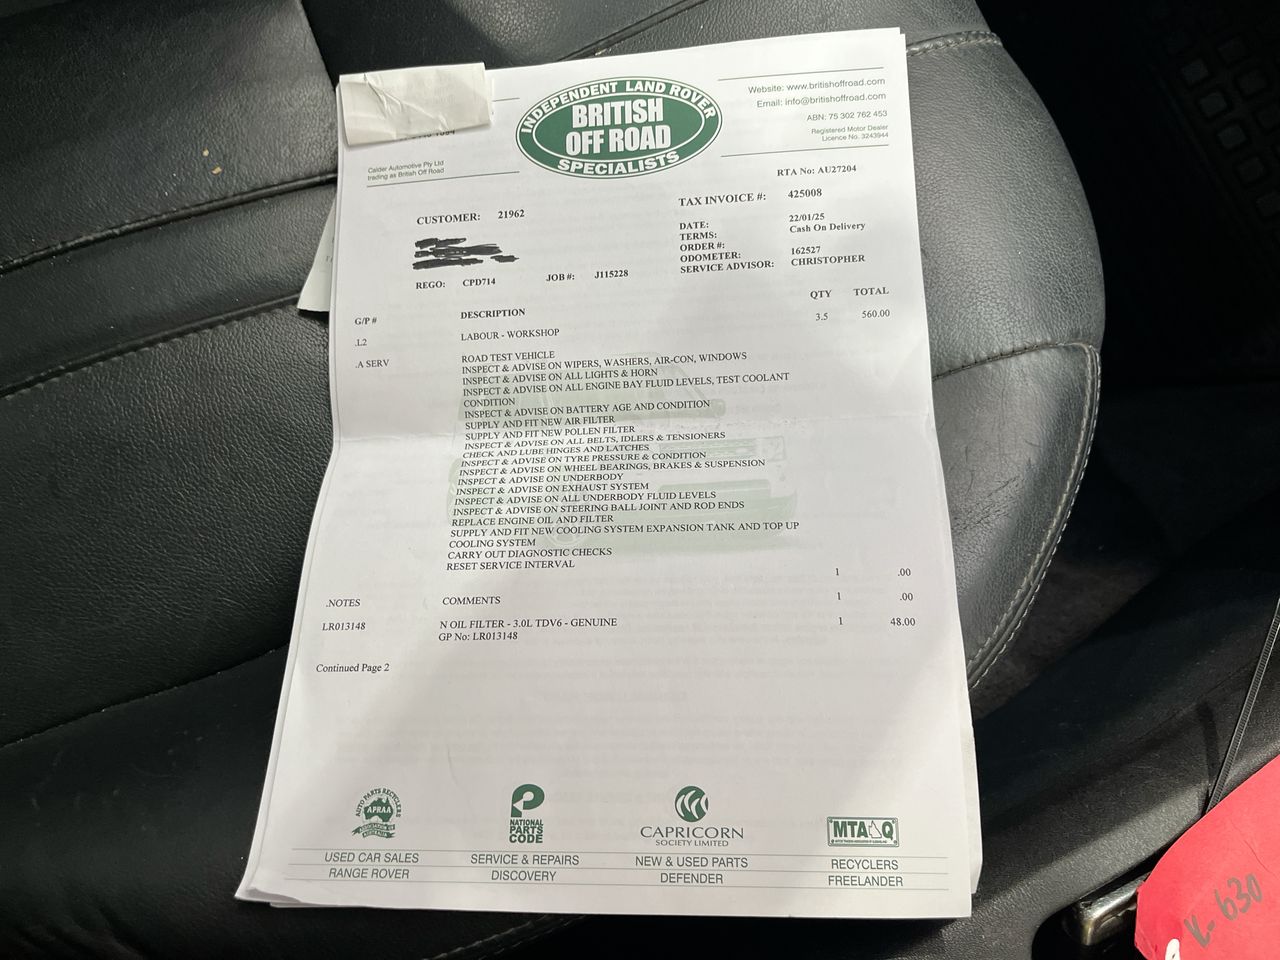 INDEPENDENT LAND ROVER
BRITISH
OFF ROAD
SPECIALISTS
Website: www.britishoffroad.com
Email: info@britishoffroad.com
ABN: 75 302 762 453
Registered Motor Dealer
Licence No. 3243944
Calder Automotive Pty Ltd
trading as British Off Road
RTA No: AU27204
CUSTOMER: 21962
TAX INVOICE #: 425008
DATE: 22/01/25
TERMS: Cash On Delivery
ORDER #:
ODOMETER: 162527
SERVICE ADVISOR: CHRISTOPHER
REGO: CPD714 JOB #: J115228
G/P # DESCRIPTION QTY TOTAL
.L2 LABOUR - WORKSHOP 3.5 560.00
.A SERV ROAD TEST VEHICLE
INSPECT & ADVISE ON WIPERS, WASHERS, AIR-CON, WINDOWS
INSPECT & ADVISE ON ALL LIGHTS & HORN
INSPECT & ADVISE ON ALL ENGINE BAY FLUID LEVELS, TEST COOLANT
CONDITION
INSPECT & ADVISE ON BATTERY AGE AND CONDITION
SUPPLY AND FIT NEW AIR FILTER
SUPPLY AND FIT NEW POLLEN FILTER
INSPECT & ADVISE ON ALL BELTS, IDLERS & TENSIONERS
CHECK AND LUBE HINGES AND LATCHES
INSPECT & ADVISE ON TYRE PRESSURE & CONDITION
INSPECT & ADVISE ON WHEEL BEARINGS, BRAKES & SUSPENSION
INSPECT & ADVISE ON UNDERBODY
INSPECT & ADVISE ON EXHAUST SYSTEM
INSPECT & ADVISE ON ALL UNDERBODY FLUID LEVELS
INSPECT & ADVISE ON STEERING BALL JOINT AND ROD ENDS
REPLACE ENGINE OIL AND FILTER
SUPPLY AND FIT NEW COOLING SYSTEM EXPANSION TANK AND TOP UP
COOLING SYSTEM
CARRY OUT DIAGNOSTIC CHECKS
RESET SERVICE INTERVAL
1 .00
.NOTES COMMENTS 1 .00
LR013148 N OIL FILTER - 3.0L TDV6 - GENUINE 1 48.00
GP No: LR013148
Continued Page 2
AUTO PARTS RECYCLERS
APRAA
ASSOCIATION OF
AUSTRALIA
NATIONAL
PARTS
CODE
CAPRICORN
SOCIETY LIMITED
MTA Q
USED CAR SALES SERVICE & REPAIRS NEW & USED PARTS RECYCLERS
RANGE ROVER DISCOVERY DEFENDER FREELANDER
K-630